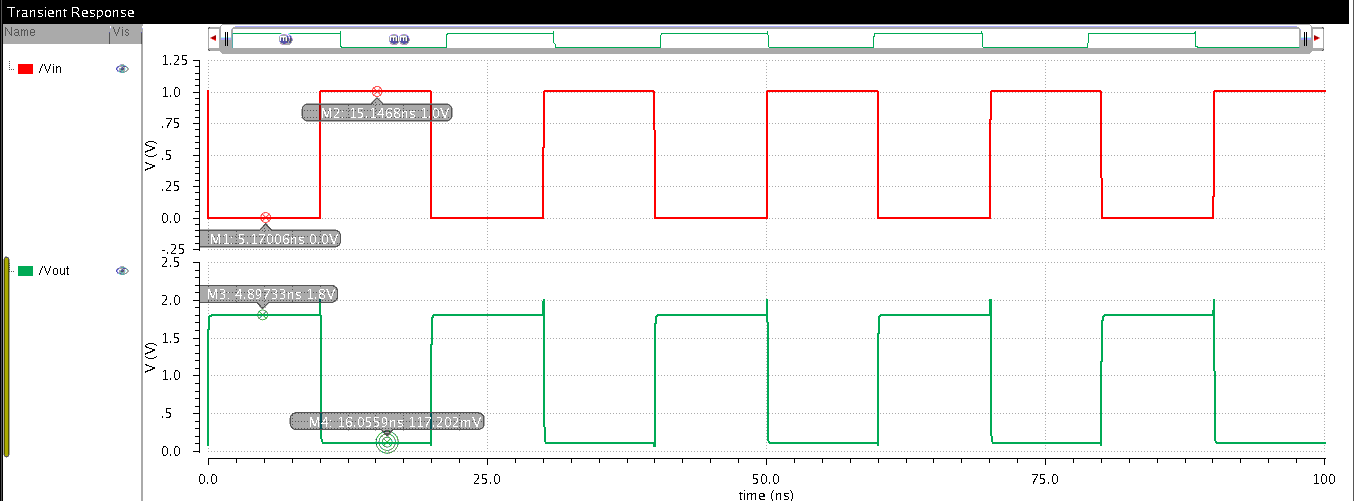 Transient Response
Name Vis
/Vin
1.25
1.0
.75
.5
.25
0.0
-.25
V (V)
M2: 15.1468ns 1.0V
M1: 5.17006ns 0.0V
/Vout
2.5
2.0
1.5
1.0
.5
0.0
V (V)
M3: 4.89733ns 1.8V
M4: 16.0559ns 117.202mV
0.0 25.0 50.0 75.0 100
time (ns)